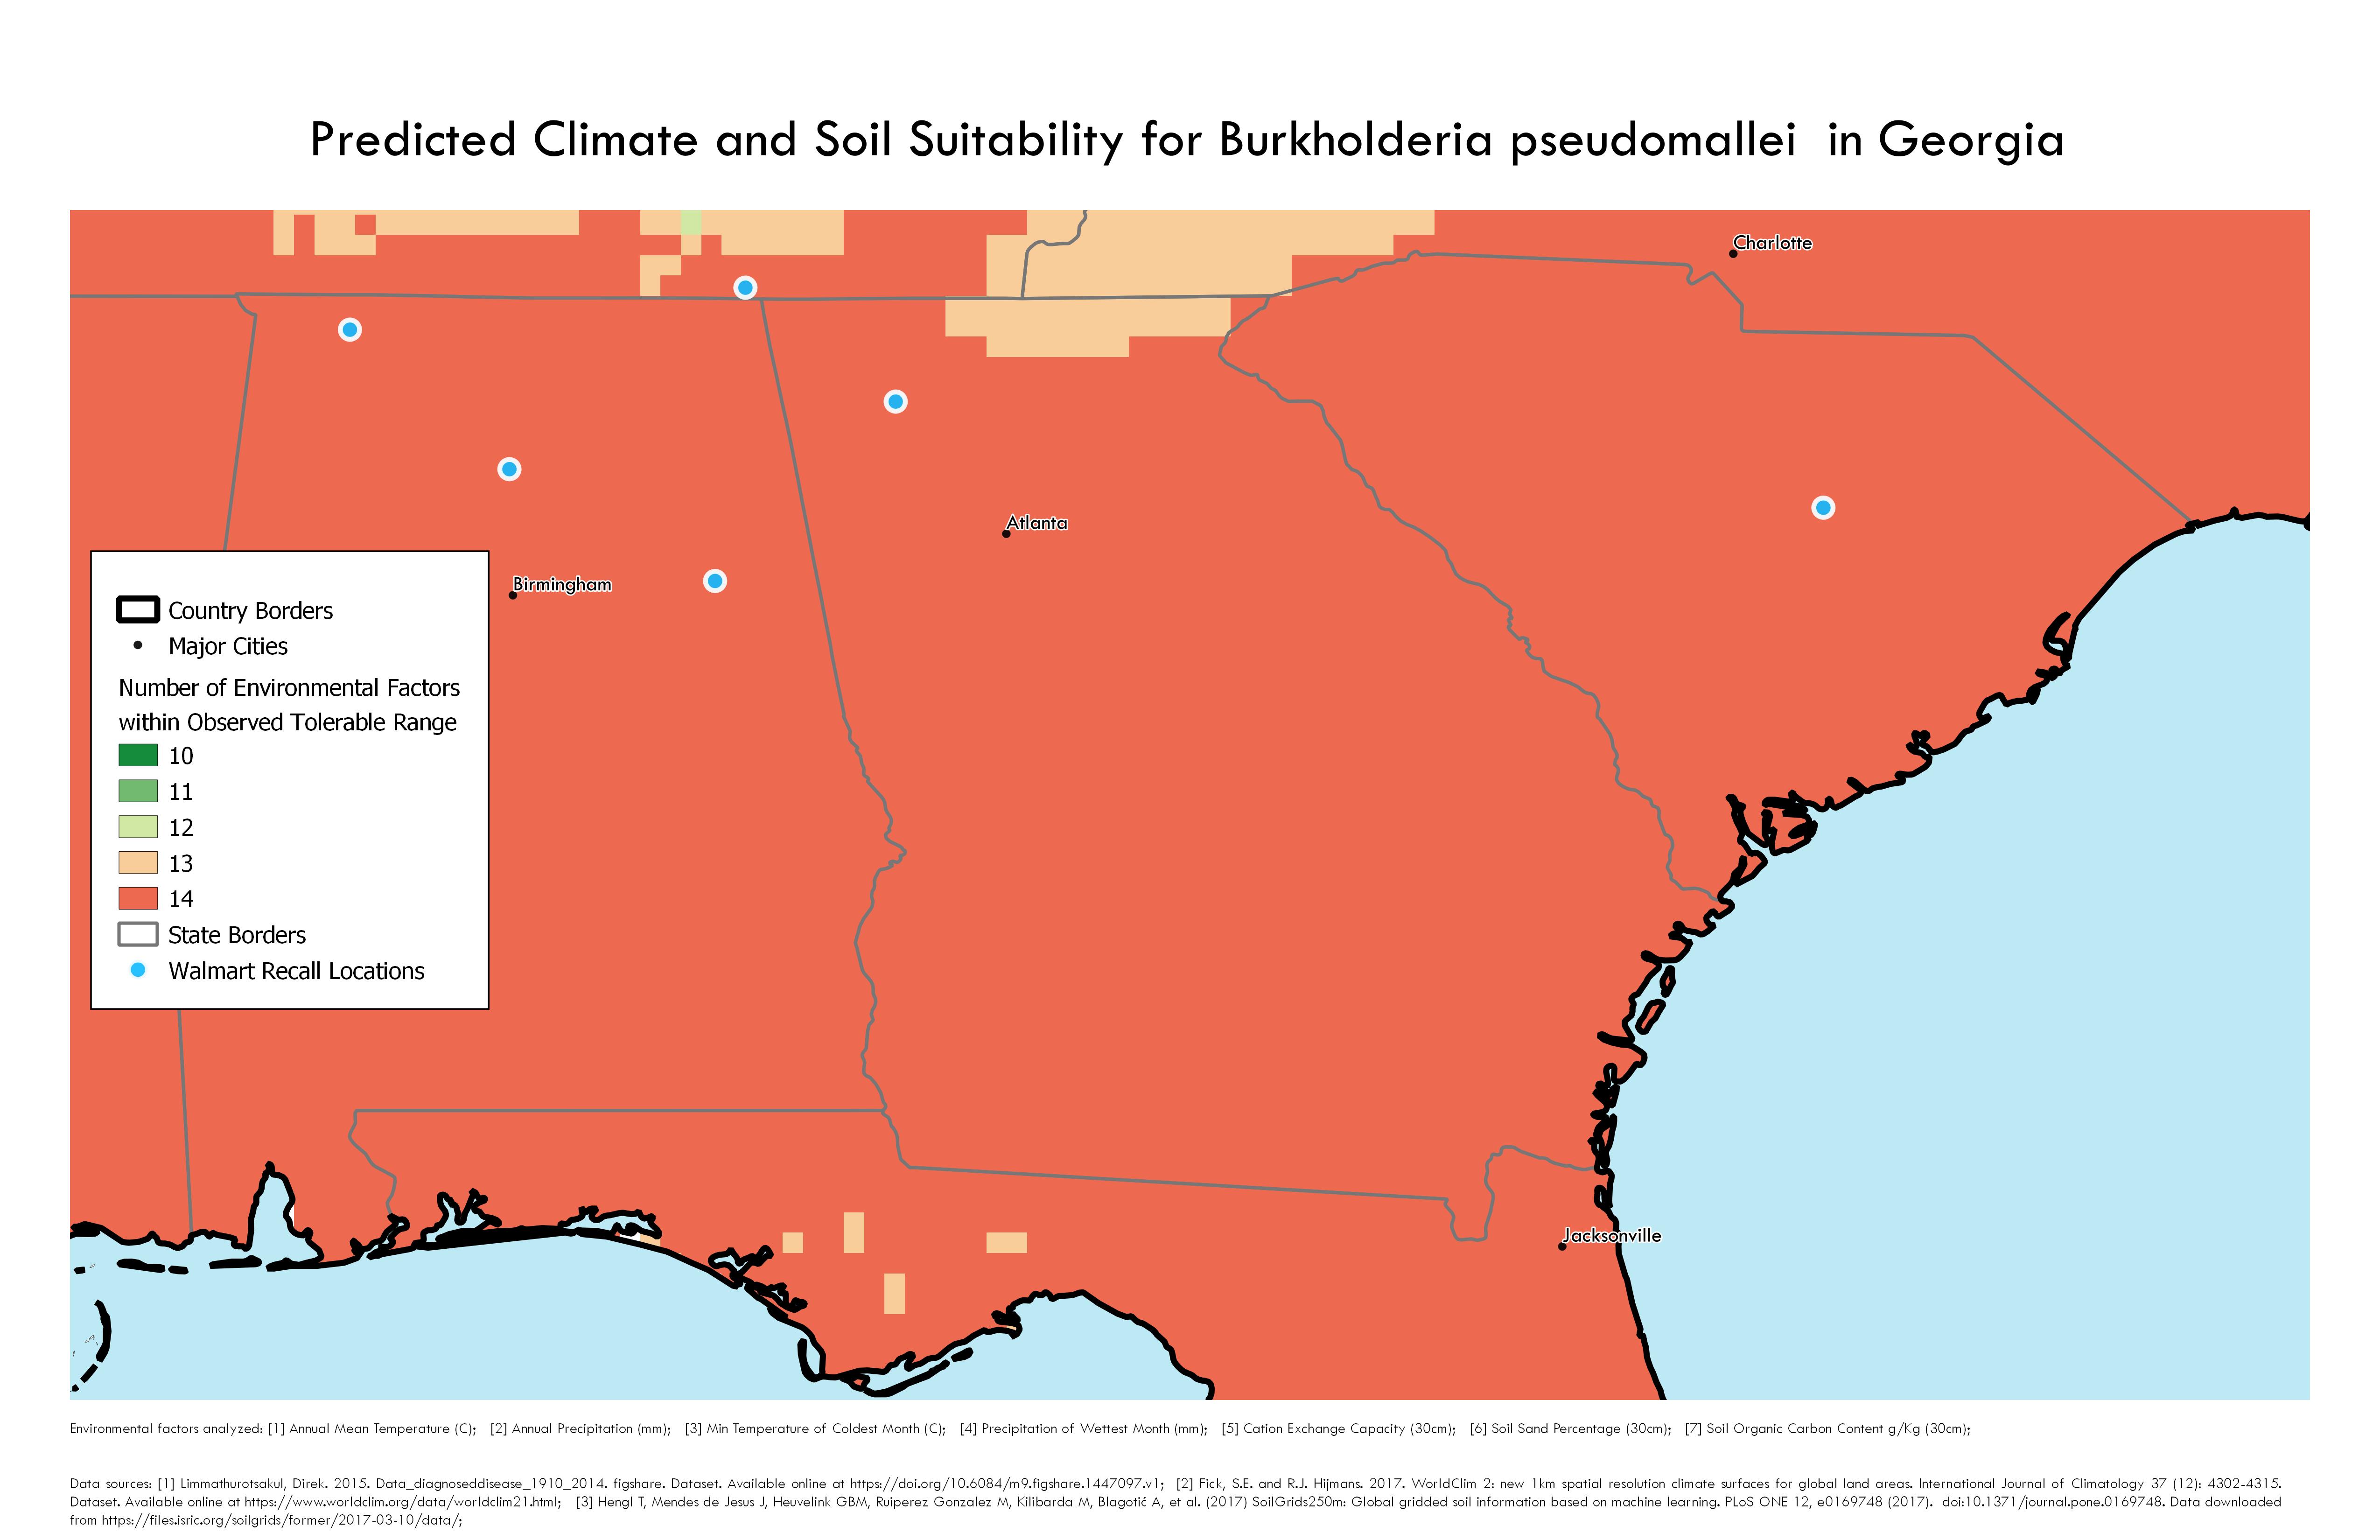 Predicted Climate and Soil Suitability for Burkholderia pseudomallei  in Georgia
Charlotte
Atlanta
Birmingham
Country Borders
Major Cities
Number of Environmental Factors
within Observed Tolerable Range
10
11
12
13
14
State Borders
Walmart Recall Locations
Jacksonville
Environmental factors analyzed: [1] Annual Mean Temperature (C);   [2] Annual Precipitation (mm);   [3] Min Temperature of Coldest Month (C);   [4] Precipitation of Wettest Month (mm);   [5] Cation Exchange Capacity (30cm);   [6] Soil Sand Percentage (30cm);   [7] Soil Organic Carbon Content g/Kg (30cm);
Data sources: [1] Limmathurotsakul, Direk. 2015. Data_diagnoseddisease_1910_2014. figshare. Dataset. Available online at https://doi.org/10.6084/m9.figshare.1447097.v1;   [2] Fick, S.E. and R.J. Hijmans. 2017. WorldClim 2: new 1km spatial resolution climate surfaces for global land areas. International Journal of Climatology 37 (12): 4302-4315.
Dataset. Available online at https://www.worldclim.org/data/worldclim21.html;   [3] Hengl T, Mendes de Jesus J, Heuvelink GBM, Ruiperez Gonzalez M, Kilibarda M, Blagotić A, et al. (2017) SoilGrids250m: Global gridded soil information based on machine learning. PLoS ONE 12, e0169748 (2017).  doi:10.1371/journal.pone.0169748. Data downloaded
from https://files.isric.org/soilgrids/former/2017-03-10/data/;